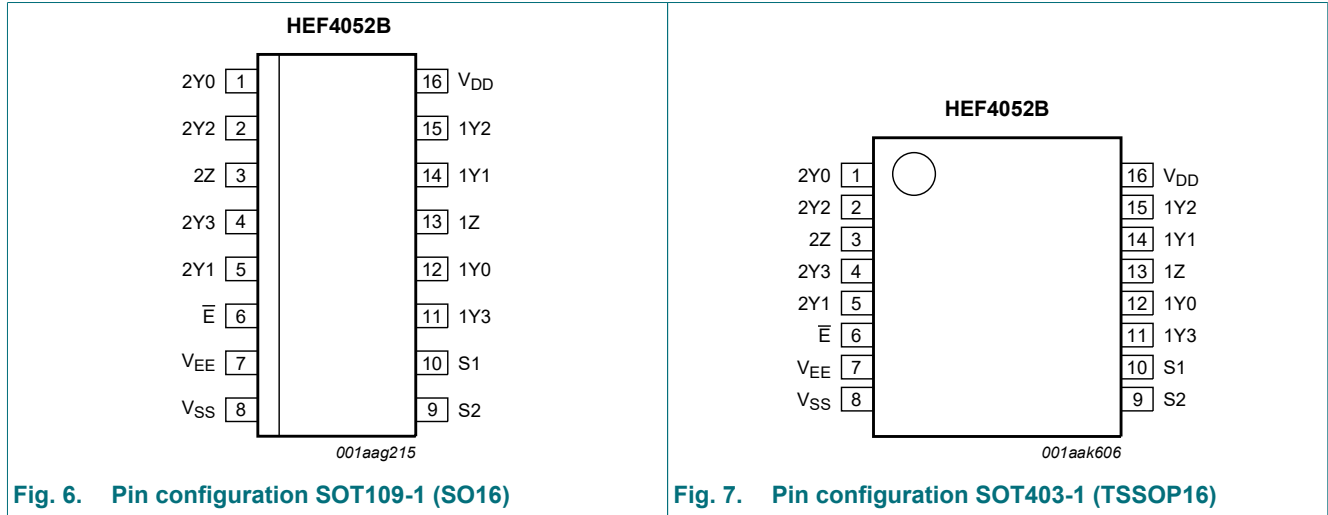 HEF4052B
2Y0 1 16 VDD
2Y2 2 15 1Y2
2Z 3 14 1Y1
2Y3 4 13 1Z
2Y1 5 12 1Y0
E̅ 6 11 1Y3
VEE 7 10 S1
VSS 8 9 S2
001aag215
Fig. 6. Pin configuration SOT109-1 (SO16)
HEF4052B
2Y0 1 16 VDD
2Y2 2 15 1Y2
2Z 3 14 1Y1
2Y3 4 13 1Z
2Y1 5 12 1Y0
E̅ 6 11 1Y3
VEE 7 10 S1
VSS 8 9 S2
001aak606
Fig. 7. Pin configuration SOT403-1 (TSSOP16)